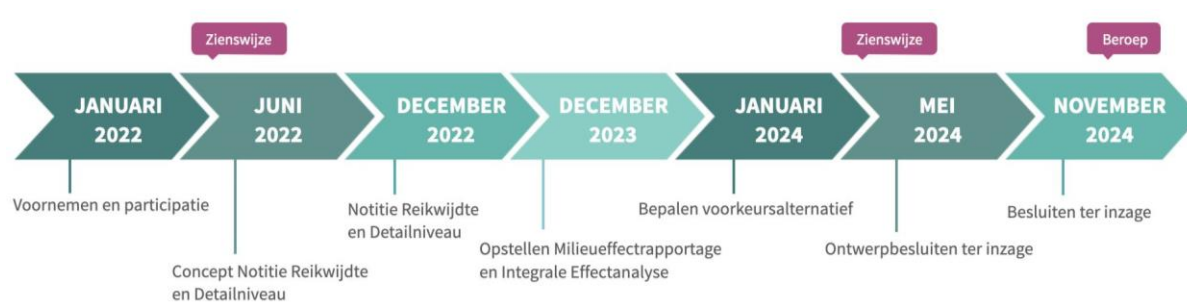 Zienswijze
Zienswijze
Beroep
JANUARI
2022
JUNI
2022
DECEMBER
2022
DECEMBER
2023
JANUARI
2024
MEI
2024
NOVEMBER
2024
Voornemen en participatie
Concept Notitie Reikwijdte
en Detailniveau
Notitie Reikwijdte
en Detailniveau
Opstellen Milieueffectrapportage
en Integrale Effectanalyse
Bepalen voorkeursalternatief
Ontwerpbesluiten ter inzage
Besluiten ter inzage